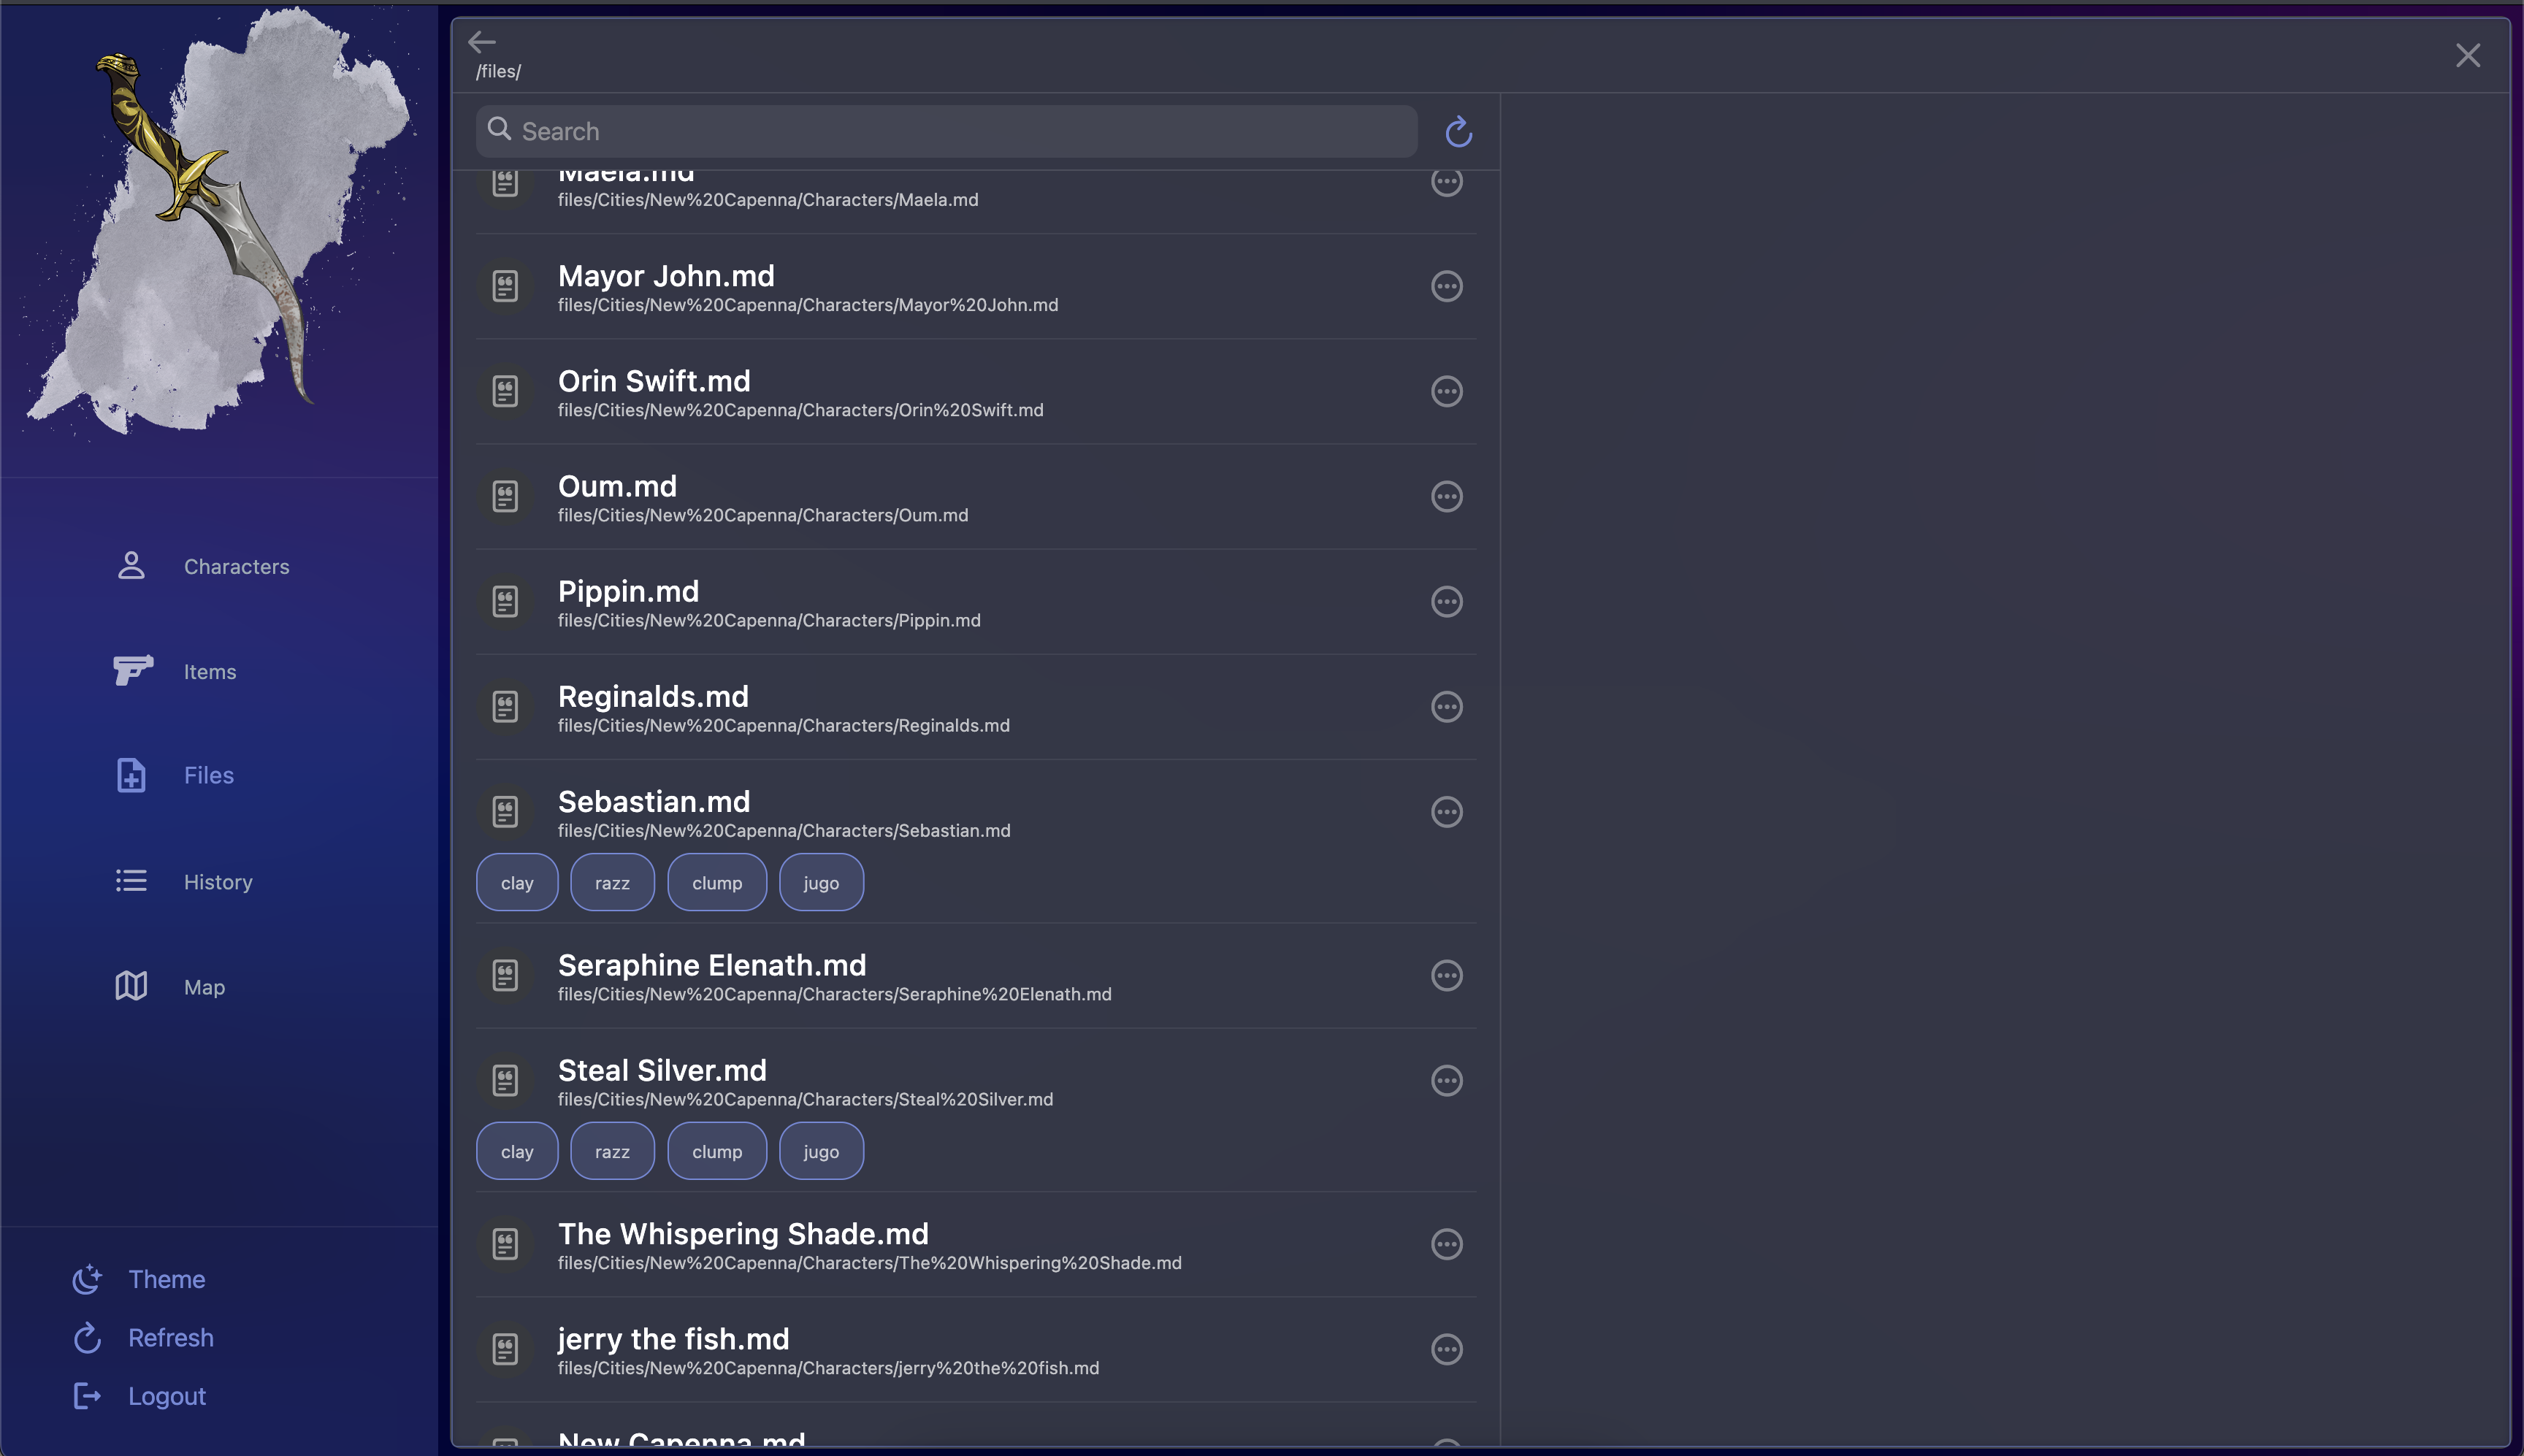 /files/
Search
Maela.md
files/Cities/New%20Capenna/Characters/Maela.md
Mayor John.md
files/Cities/New%20Capenna/Characters/Mayor%20John.md
Orin Swift.md
files/Cities/New%20Capenna/Characters/Orin%20Swift.md
Oum.md
files/Cities/New%20Capenna/Characters/Oum.md
Pippin.md
files/Cities/New%20Capenna/Characters/Pippin.md
Reginalds.md
files/Cities/New%20Capenna/Characters/Reginalds.md
Sebastian.md
files/Cities/New%20Capenna/Characters/Sebastian.md
clay razz clump jugo
Seraphine Elenath.md
files/Cities/New%20Capenna/Characters/Seraphine%20Elenath.md
Steal Silver.md
files/Cities/New%20Capenna/Characters/Steal%20Silver.md
clay razz clump jugo
The Whispering Shade.md
files/Cities/New%20Capenna/Characters/The%20Whispering%20Shade.md
jerry the fish.md
files/Cities/New%20Capenna/Characters/jerry%20the%20fish.md
New Capenna.md
Characters
Items
Files
History
Map
Theme
Refresh
Logout